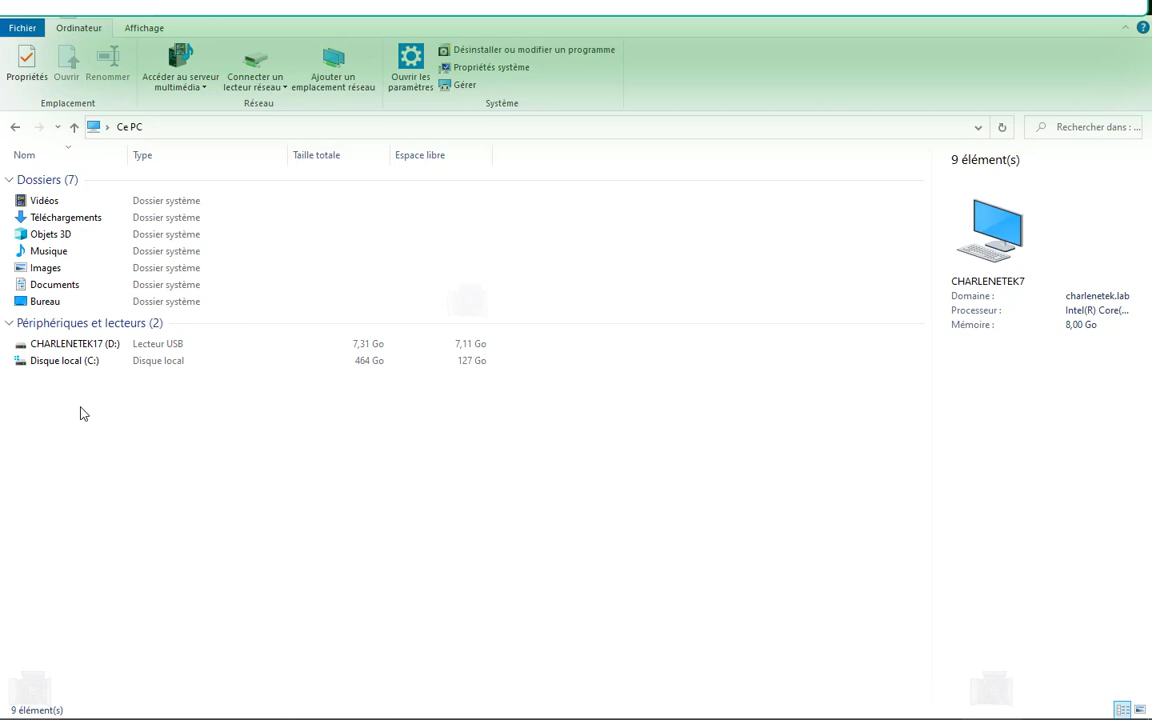 Fichier Ordinateur Affichage
Propriétés Ouvrir Renommer
Emplacement
Accéder au serveur
multimédia
Connecter un
lecteur réseau
Ajouter un
emplacement réseau
Réseau
Ouvrir les
paramètres
Désinstaller ou modifier un programme
Propriétés système
Gérer
Système
Ce PC
Rechercher dans : ...
Nom Type Taille totale Espace libre
Dossiers (7)
Vidéos Dossier système
Téléchargements Dossier système
Objets 3D Dossier système
Musique Dossier système
Images Dossier système
Documents Dossier système
Bureau Dossier système
Périphériques et lecteurs (2)
CHARLENETEK17 (D:) Lecteur USB 7,31 Go 7,11 Go
Disque local (C:) Disque local 464 Go 127 Go
9 élément(s)
CHARLENETEK7
Domaine : charlenetek.lab
Processeur : Intel(R) Core(...
Mémoire : 8,00 Go
9 élément(s)